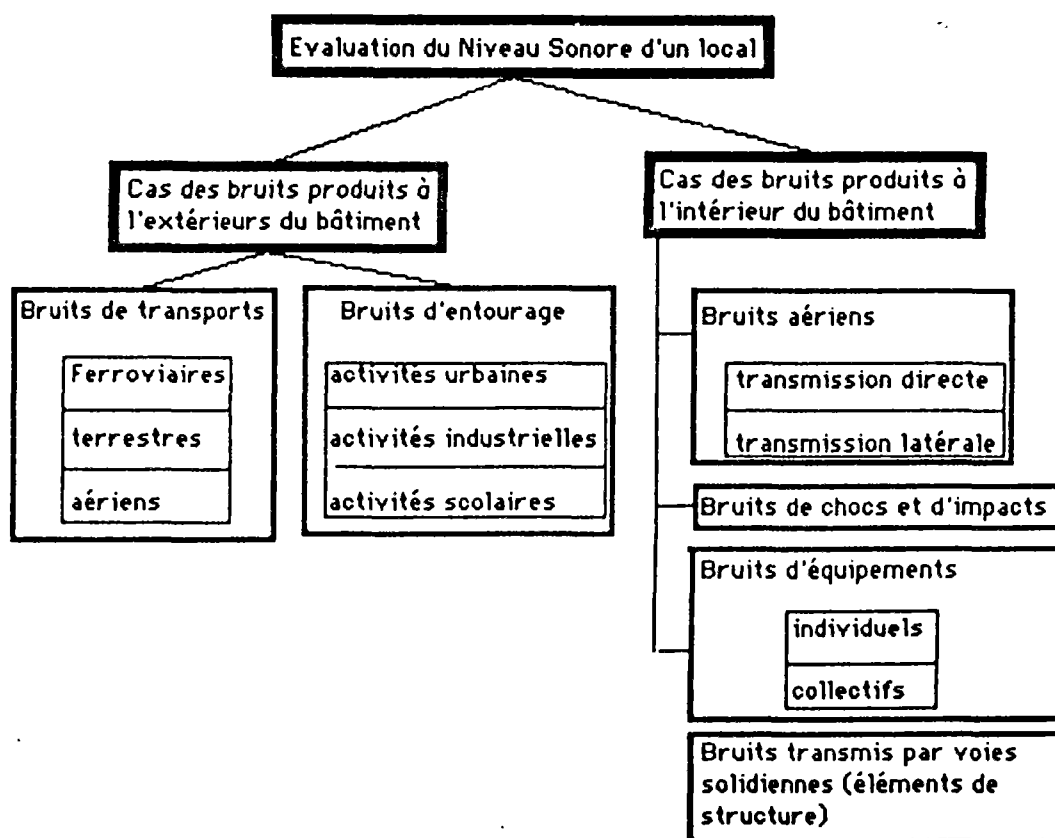 Evaluation du Niveau Sonore d'un local
Cas des bruits produits à
l'extérieurs du bâtiment
Cas des bruits produits à
l'intérieur du bâtiment
Bruits de transports
Ferroviaires
terrestres
aériens
Bruits d'entourage
activités urbaines
activités industrielles
activités scolaires
Bruits aériens
transmission directe
transmission latérale
Bruits de chocs et d'impacts
Bruits d'équipements
individuels
collectifs
Bruits transmis par voies
solidiennes (éléments de
structure)